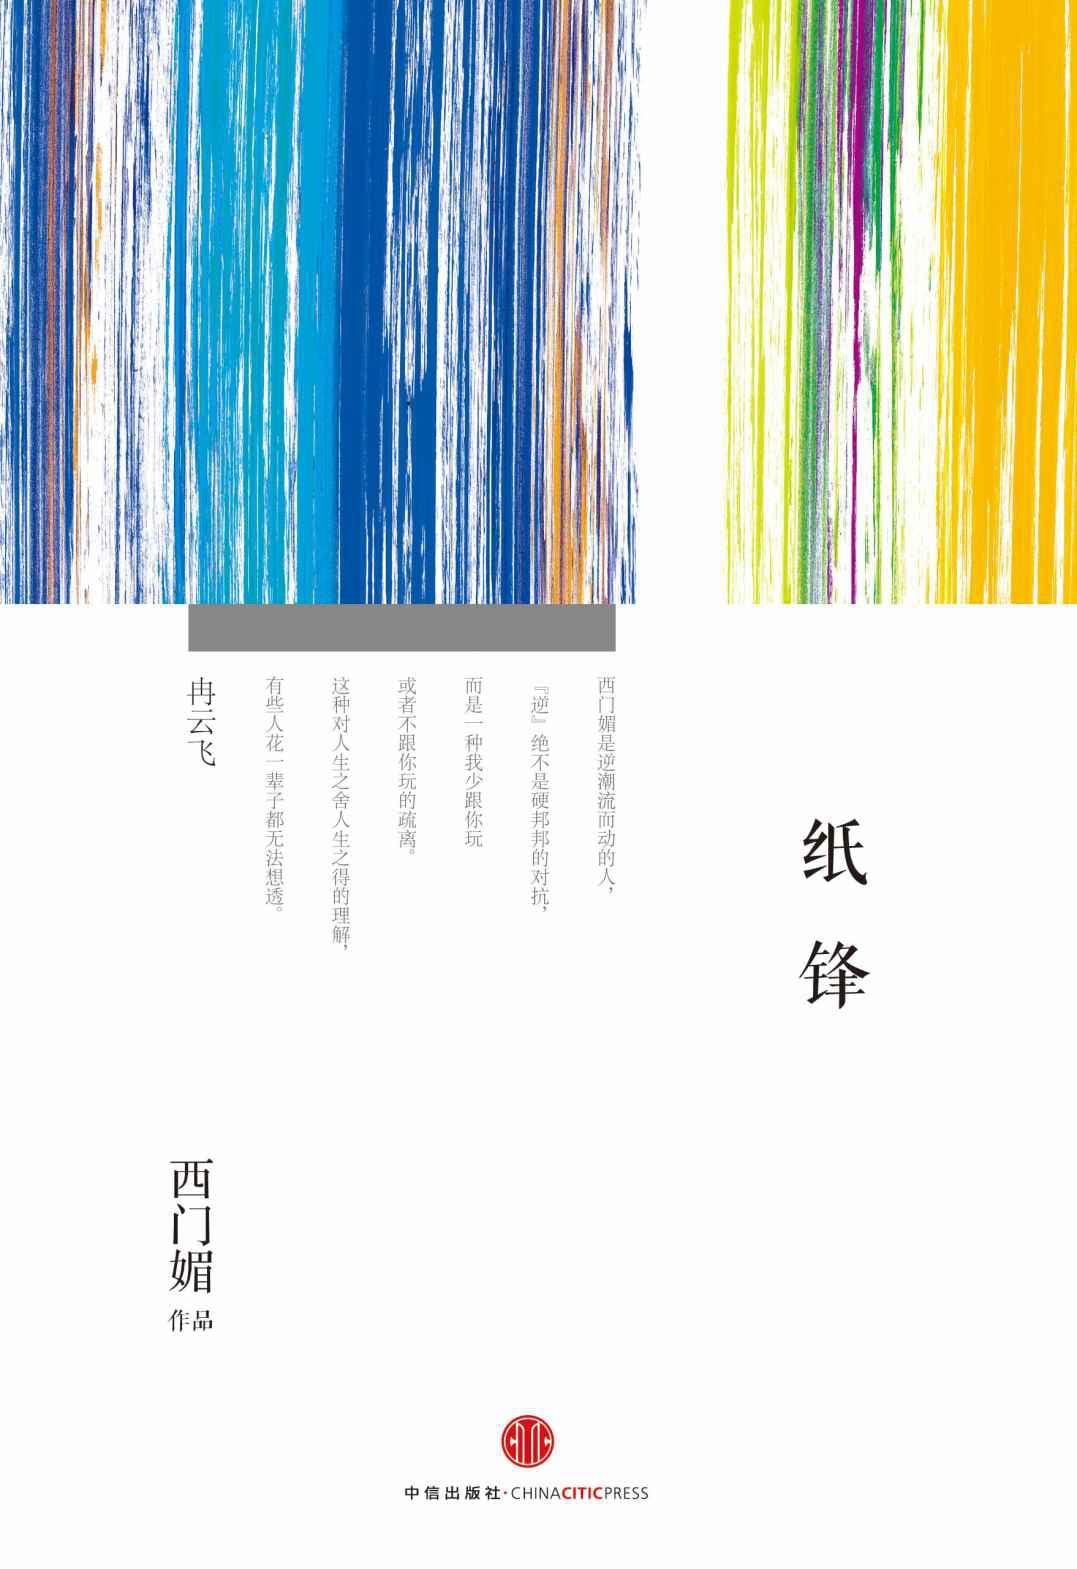 纸锋
西门媚是逆潮流而动的人，
『逆』绝不是硬邦邦的对抗，
而是一种我少跟你玩
或者不跟你玩的疏离。
这种对人生之舍人生之得的理解，
有些人花一辈子都无法想透。
冉云飞
西门媚
作品
中信出版社·CHINACITICPRESS